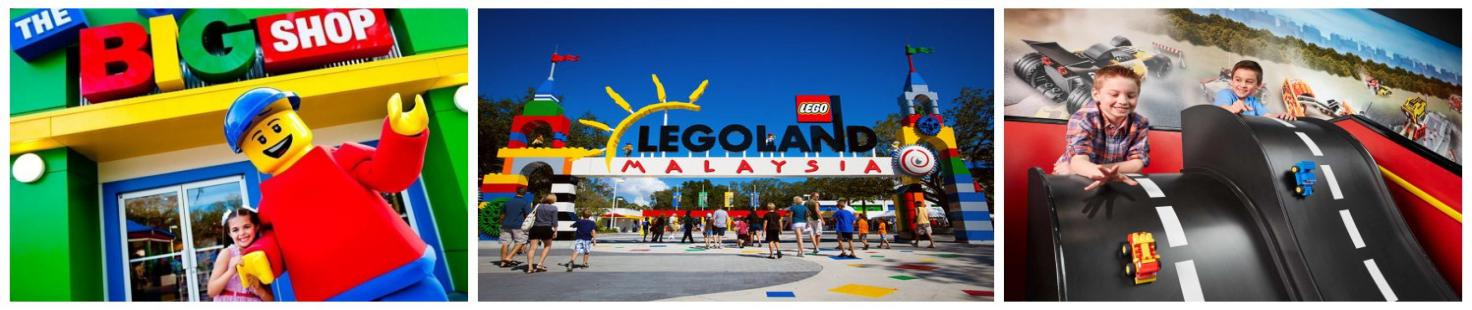 THE
BIG
SHOP
LEGO
LEGOLAND
MALAYSIA